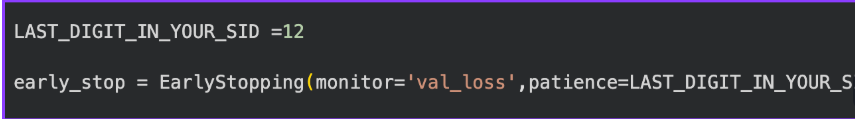 LAST_DIGIT_IN_YOUR_SID =12
early_stop = EarlyStopping(monitor='val_loss',patience=LAST_DIGIT_IN_YOUR_S